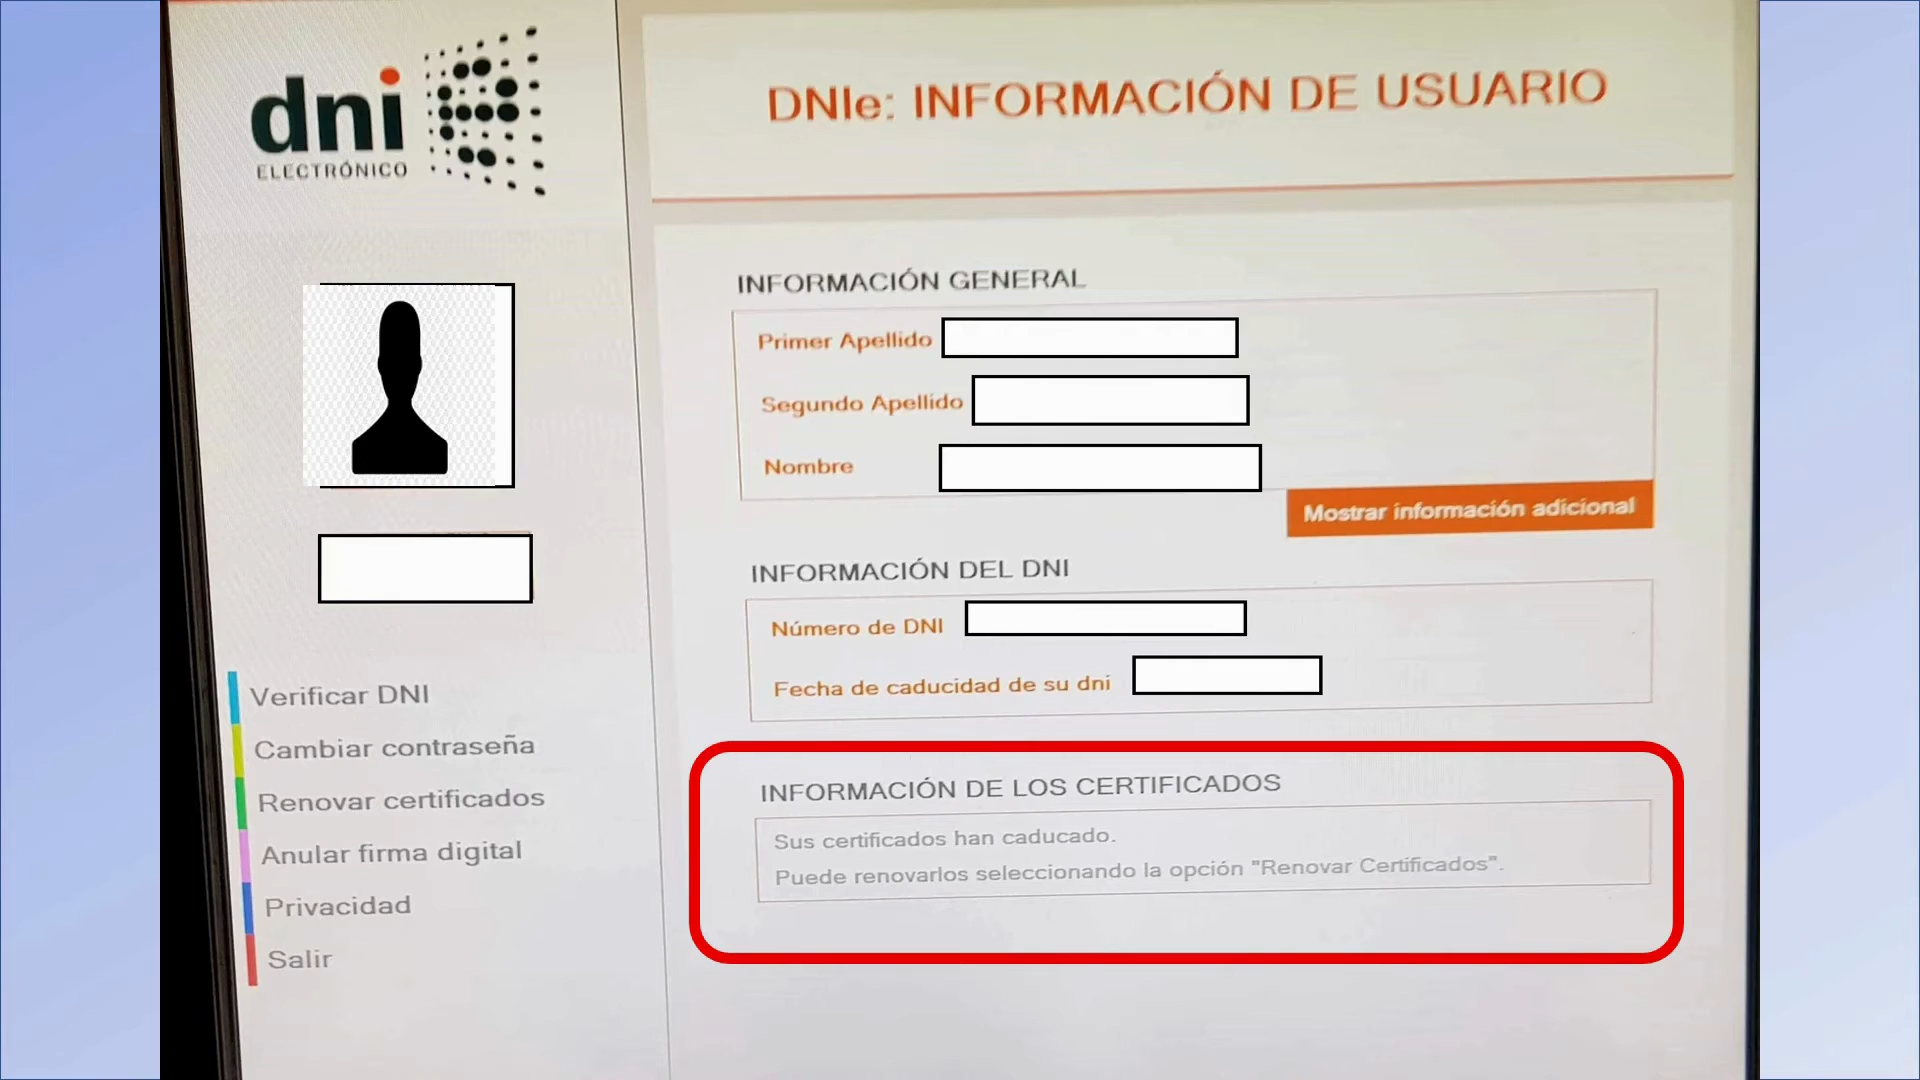 dni
ELECTRÓNICO
DNIe: INFORMACIÓN DE USUARIO
INFORMACIÓN GENERAL
Primer Apellido
Segundo Apellido
Nombre
Mostrar información adicional
INFORMACIÓN DEL DNI
Número de DNI
Fecha de caducidad de su dni
Verificar DNI
Cambiar contraseña
Renovar certificados
Anular firma digital
Privacidad
Salir
INFORMACIÓN DE LOS CERTIFICADOS
Sus certificados han caducado.
Puede renovarlos seleccionando la opción "Renovar Certificados".